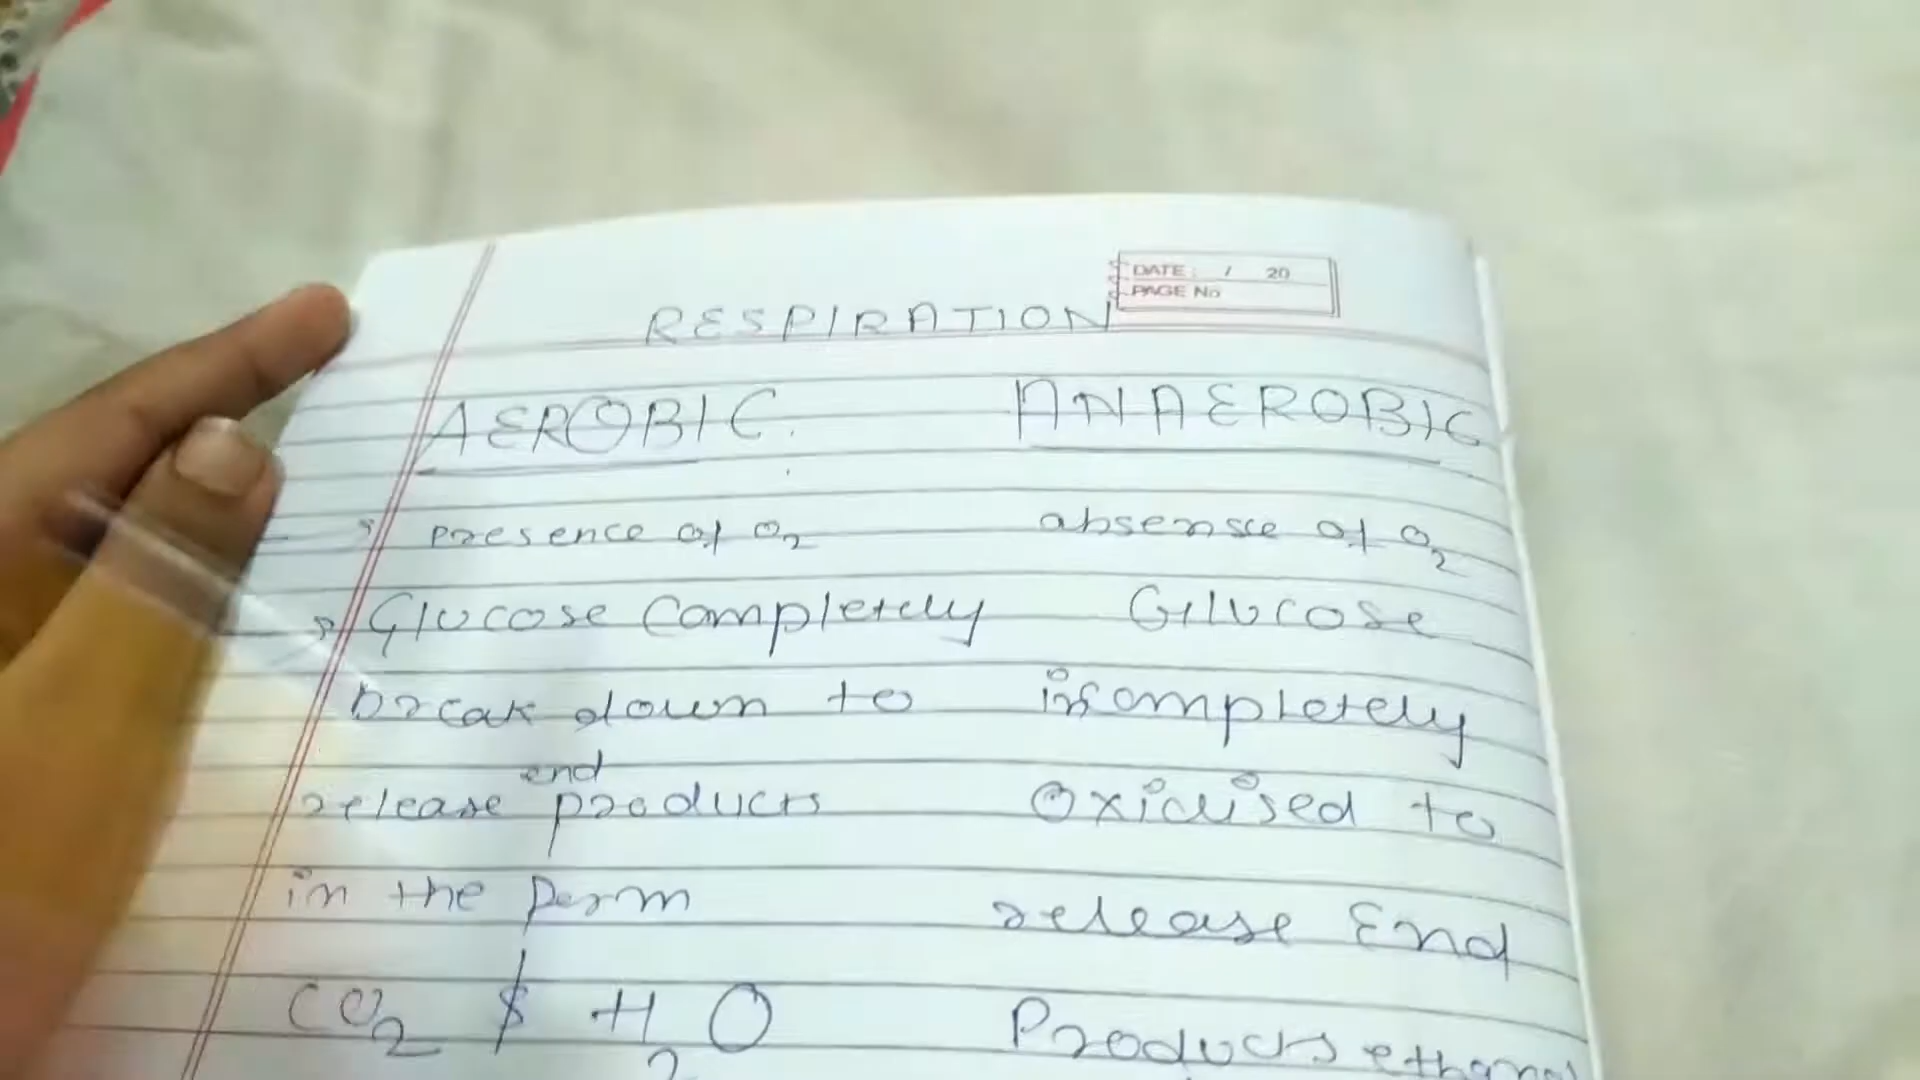 DATE: / 20
PAGE No
RESPIRATION
AEROBIC. ANAEROBIC
presence of O2 absensce of O2
Glucose completely Glucose
break down to incompletely
end
release products Oxidised to
in the form release End
CO2 & H2O Products ethanol